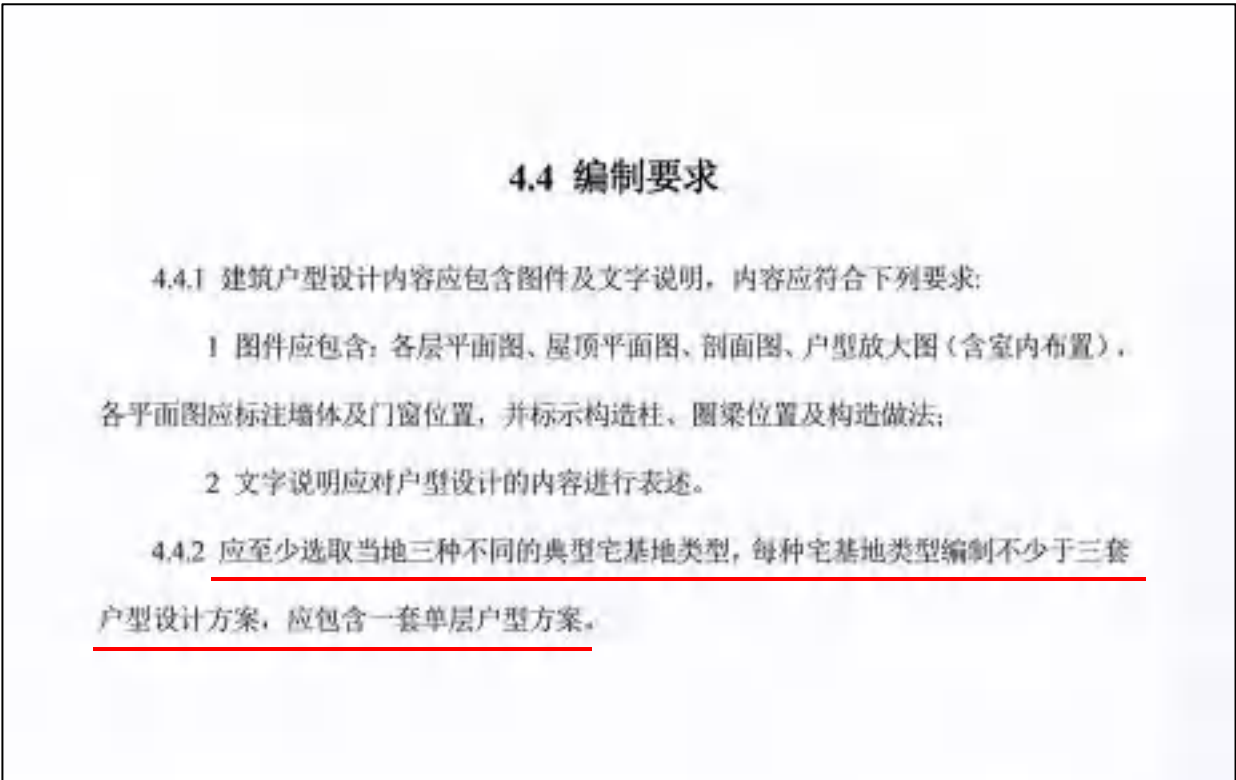 4.4 编制要求
4.4.1 建筑户型设计内容应包含图件及文字说明，内容应符合下列要求:
1 图件应包含：各层平面图、屋顶平面图、剖面图、户型放大图（含室内布置），
各平面图应标注墙体及门窗位置，并标示构造柱、圈梁位置及构造做法；
2 文字说明应对户型设计的内容进行表述。
4.4.2 应至少选取当地三种不同的典型宅基地类型，每种宅基地类型编制不少于三套
户型设计方案，应包含一套单层户型方案。